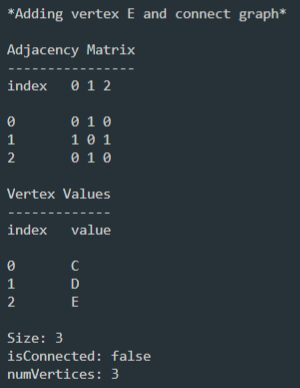 *Adding vertex E and connect graph*
Adjacency Matrix
----------------
index   0 1 2
0       0 1 0
1       1 0 1
2       0 1 0
Vertex Values
-------------
index   value
0       C
1       D
2       E
Size: 3
isConnected: false
numVertices: 3